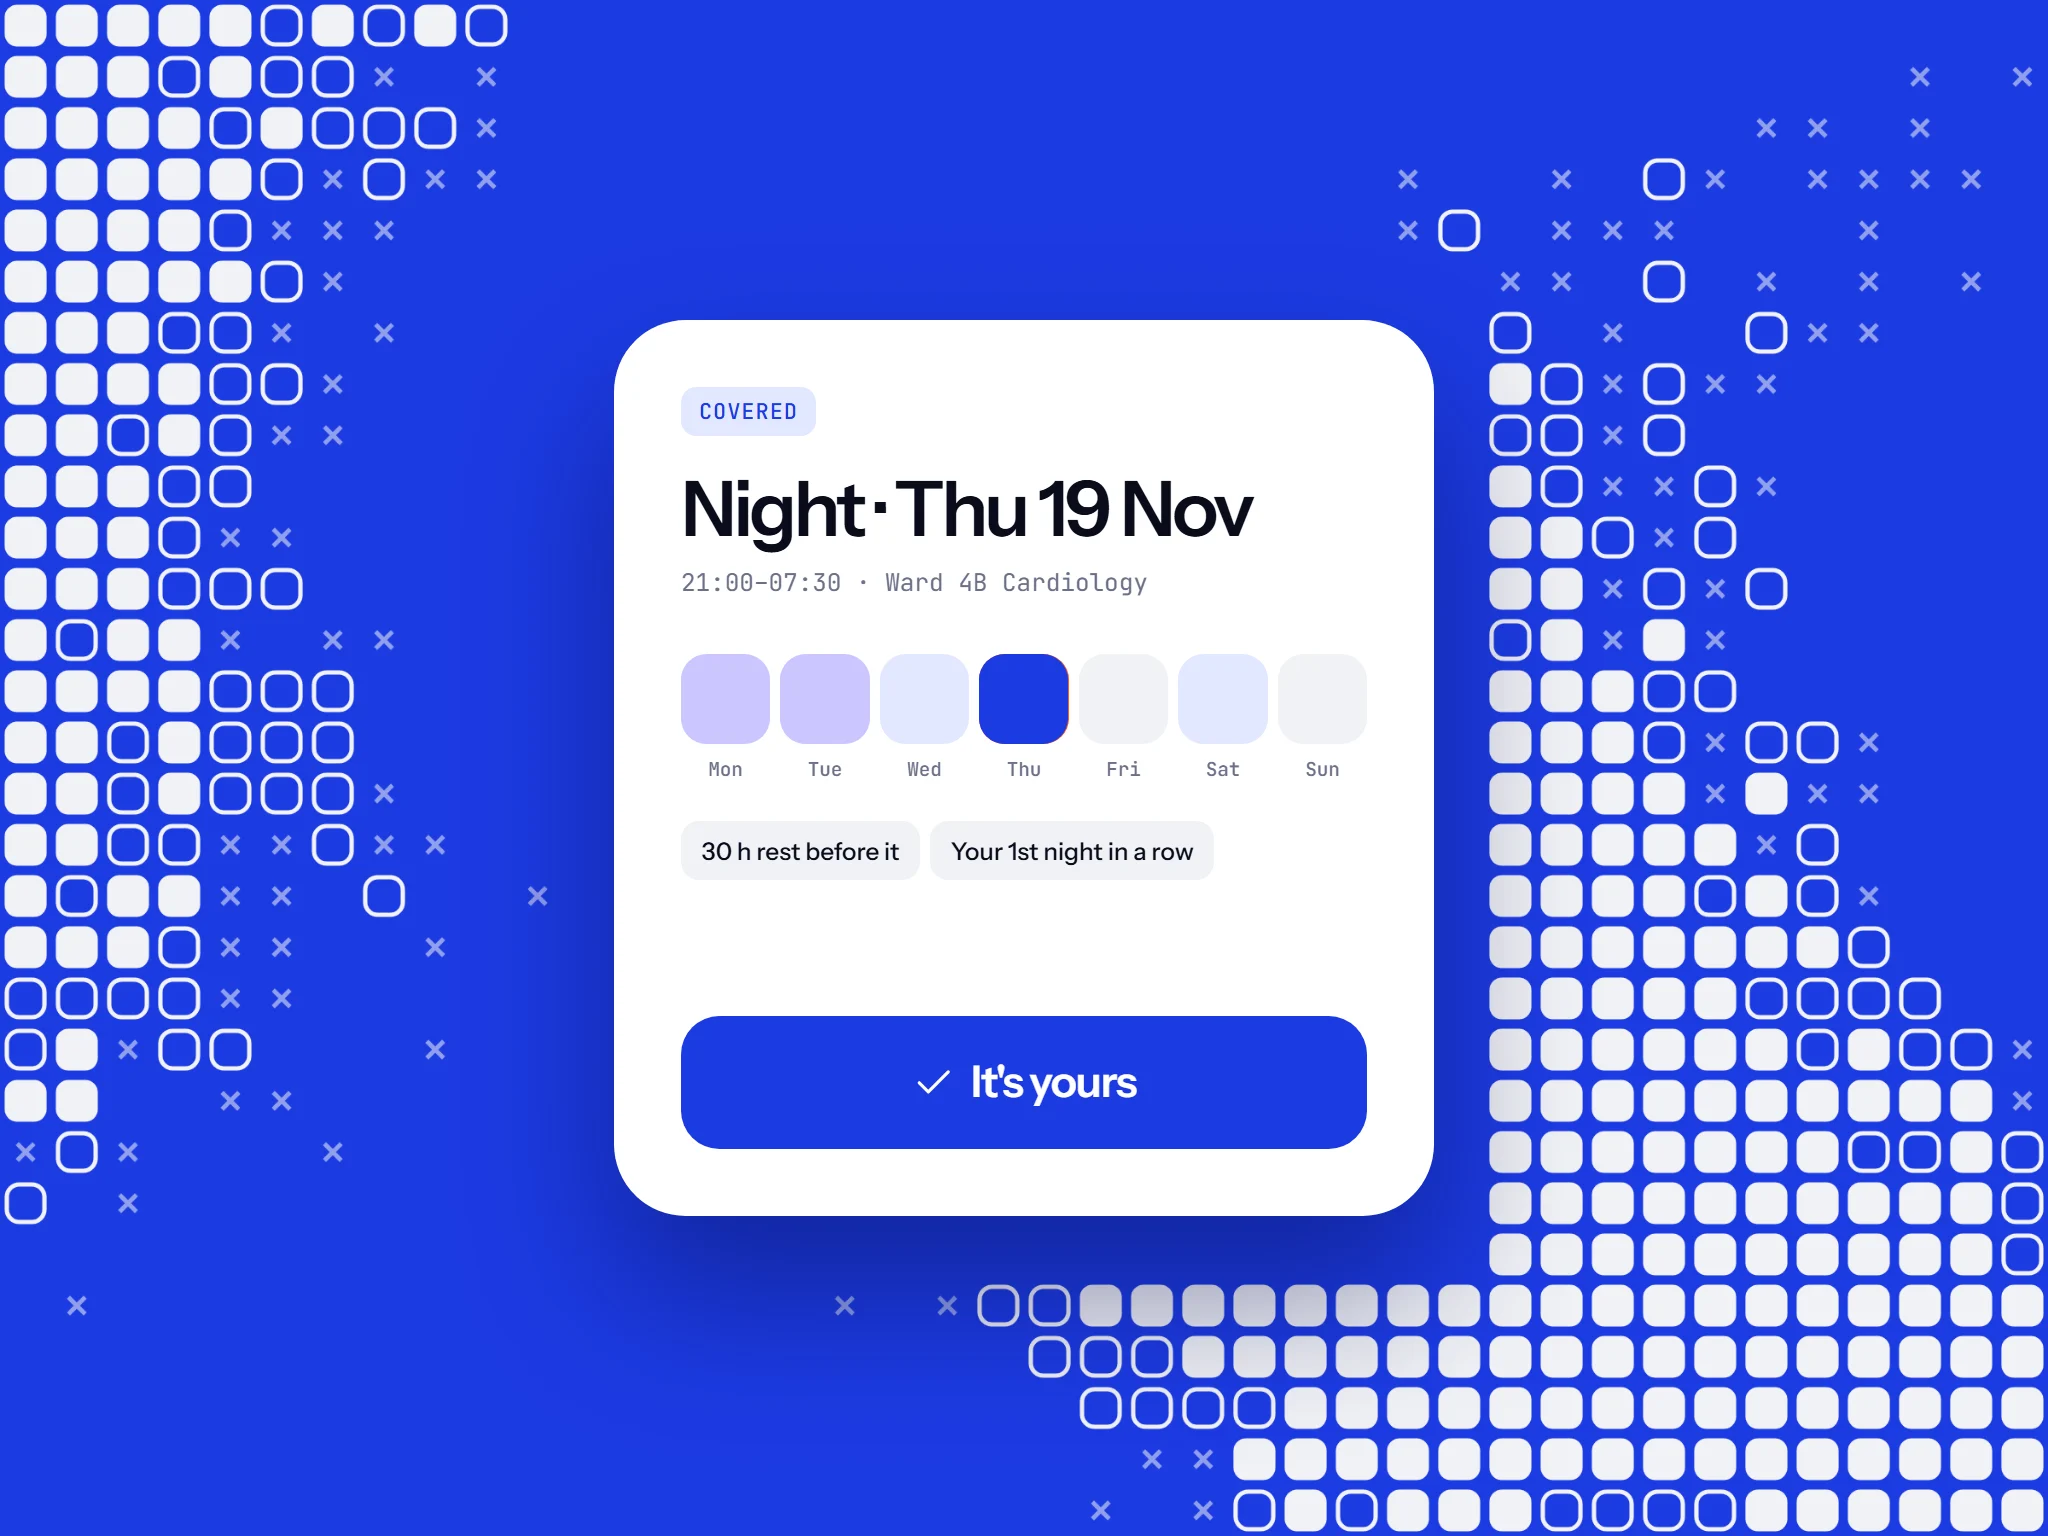 COVERED
Night · Thu 19 Nov
21:00–07:30 · Ward 4B Cardiology
Mon Tue Wed Thu Fri Sat Sun
30 h rest before it Your 1st night in a row
It's yours